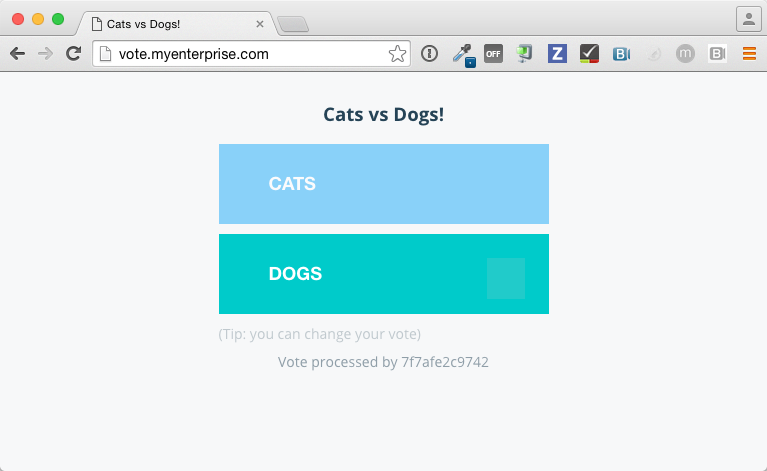 Cats vs Dogs!
vote.myenterprise.com
OFF
Z
B
m
B
Cats vs Dogs!
CATS
DOGS
(Tip: you can change your vote)
Vote processed by 7f7afe2c9742